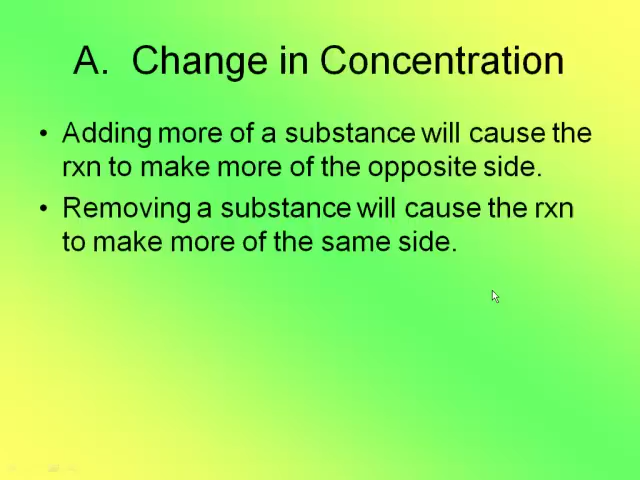 A. Change in Concentration
• Adding more of a substance will cause the
rxn to make more of the opposite side.
• Removing a substance will cause the rxn
to make more of the same side.